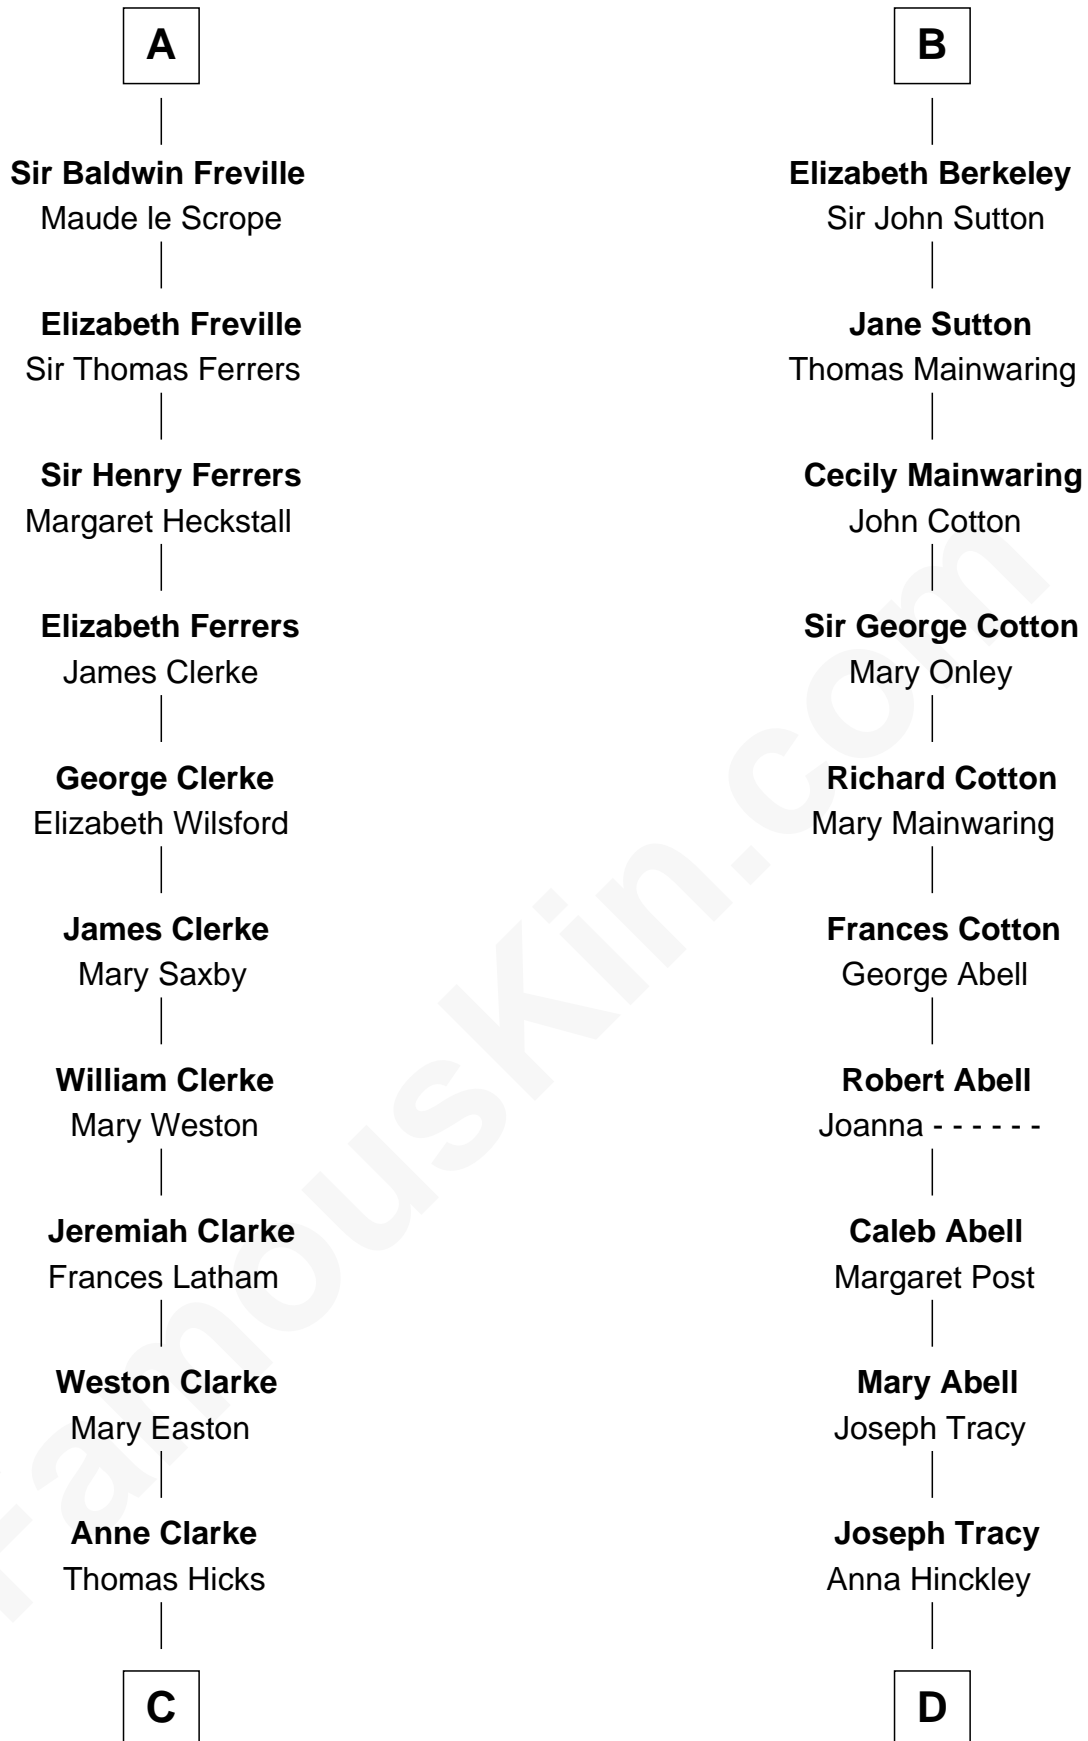 A
Sir Baldwin Freville
Maude le Scrope
Elizabeth Freville
Sir Thomas Ferrers
Sir Henry Ferrers
Margaret Heckstall
Elizabeth Ferrers
James Clerke
George Clerke
Elizabeth Wilsford
James Clerke
Mary Saxby
William Clerke
Mary Weston
Jeremiah Clarke
Frances Latham
Weston Clarke
Mary Easton
Anne Clarke
Thomas Hicks
C
B
Elizabeth Berkeley
Sir John Sutton
Jane Sutton
Thomas Mainwaring
Cecily Mainwaring
John Cotton
Sir George Cotton
Mary Onley
Richard Cotton
Mary Mainwaring
Frances Cotton
George Abell
Robert Abell
Joanna - - - - - -
Caleb Abell
Margaret Post
Mary Abell
Joseph Tracy
Joseph Tracy
Anna Hinckley
D
FamousKin.com